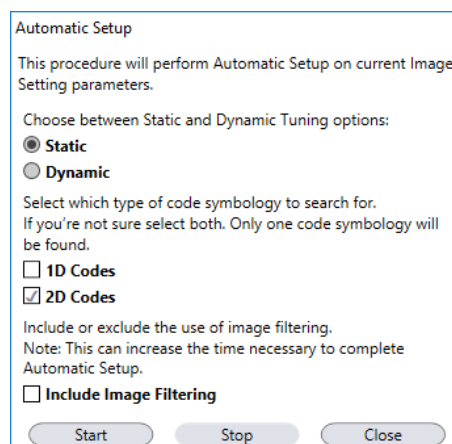 Automatic Setup
This procedure will perform Automatic Setup on current Image
Setting parameters.
Choose between Static and Dynamic Tuning options:
Static
Dynamic
Select which type of code symbology to search for.
If you're not sure select both. Only one code symbology will
be found.
1D Codes
2D Codes
Include or exclude the use of image filtering.
Note: This can increase the time necessary to complete
Automatic Setup.
Include Image Filtering
Start Stop Close